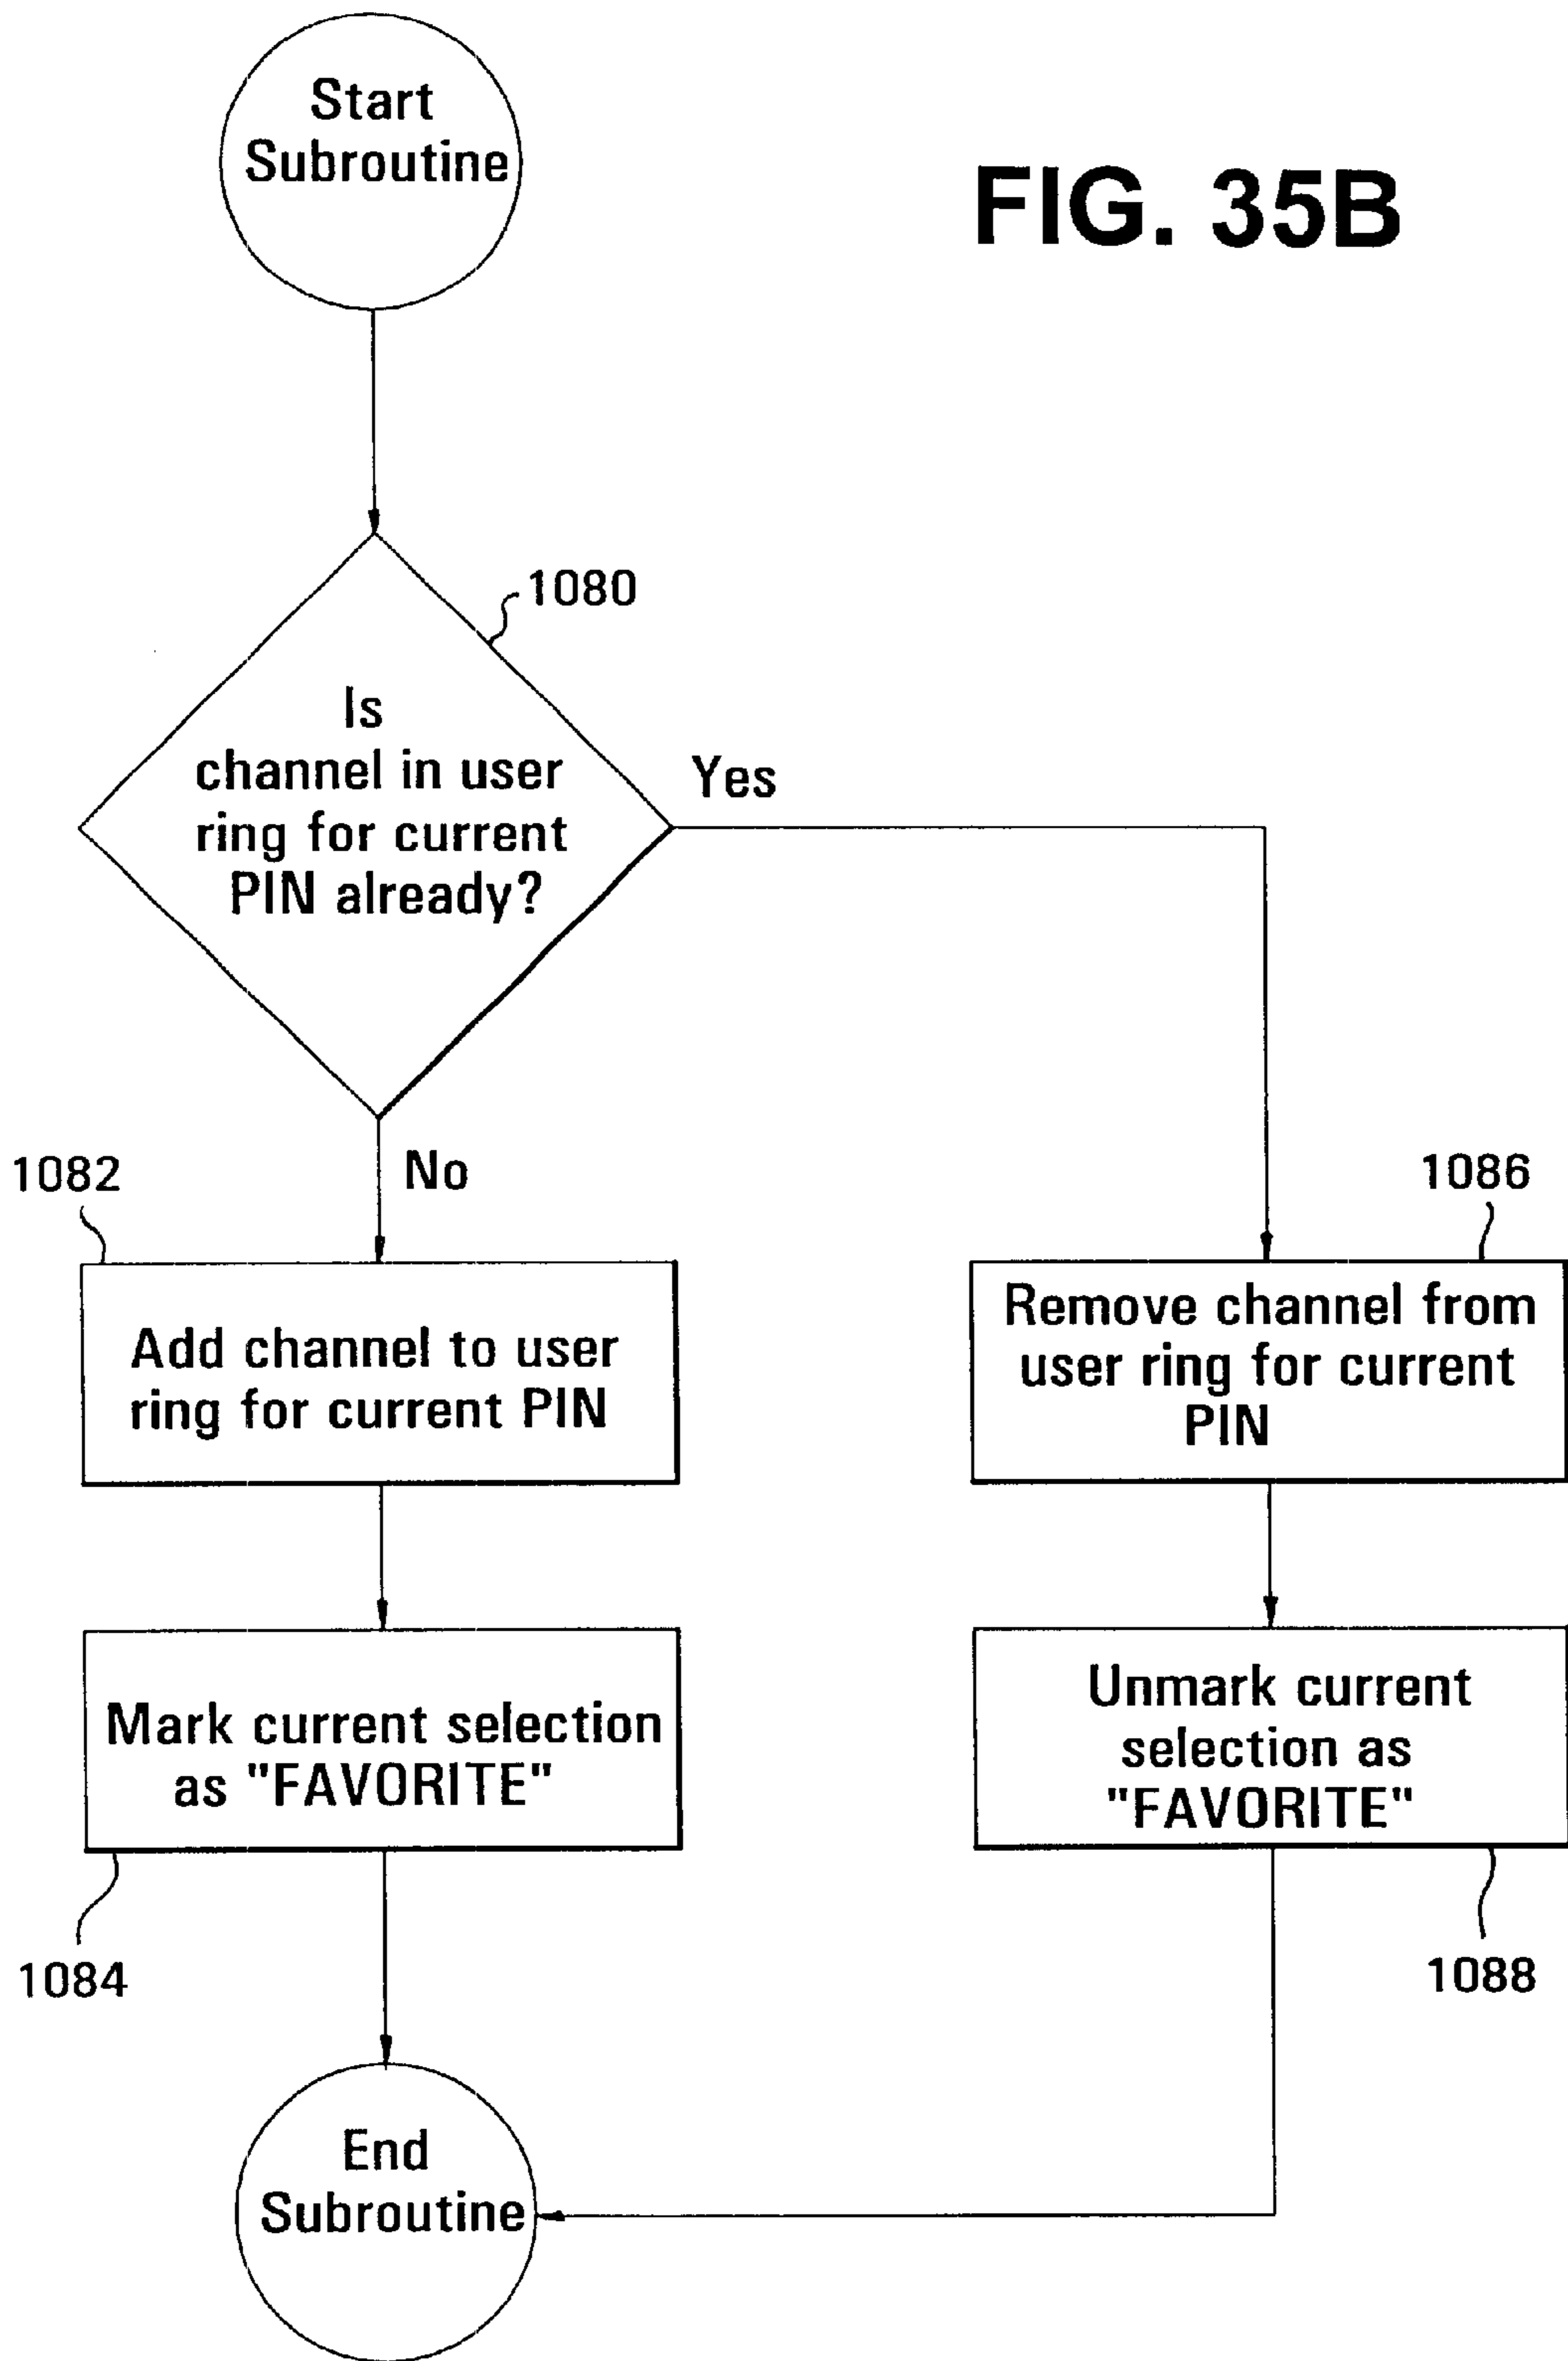 Start
Subroutine
FIG. 35B
1080
Is
channel in user
ring for current
PIN already?
Yes
No
1082
Add channel to user
ring for current PIN
1086
Remove channel from
user ring for current
PIN
Mark current selection
as "FAVORITE"
1084
Unmark current
selection as
"FAVORITE"
1088
End
Subroutine